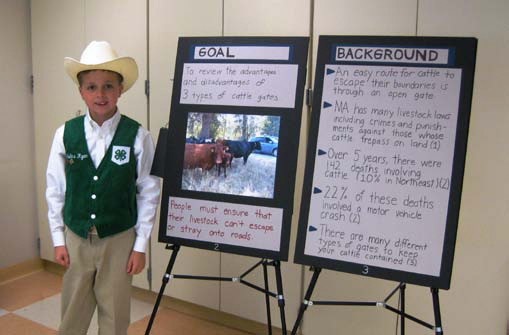 GOAL
To review the advantages
and disadvantages of
3 types of cattle gates.
People must ensure that
their livestock can't escape
or stray onto roads.
2
BACKGROUND
An easy route for cattle to
escape their boundaries is
through an open gate.
MA has many livestock laws
including crimes and punish-
ments against those whose
cattle trespass on land (1)
Over 5 years, there were
142 deaths involving
cattle (10% in Northeast)(2)
22% of these deaths
involved a motor vehicle
crash (2)
There are many different
types of gates to keep
your cattle contained (3)
3